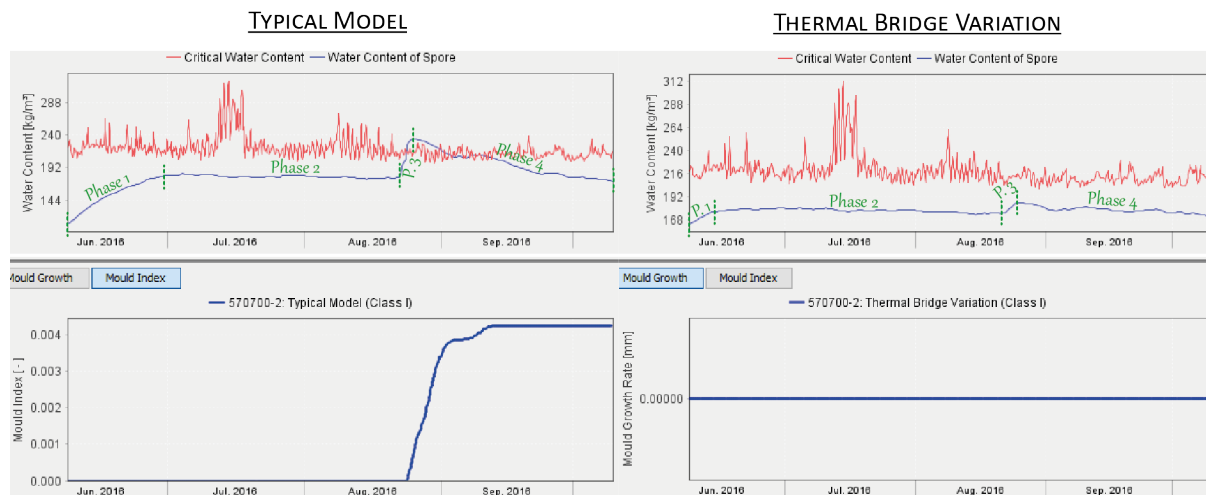 TYPICAL MODEL
THERMAL BRIDGE VARIATION
Critical Water Content Water Content of Spore
Critical Water Content Water Content of Spore
Water Content [kg/m³]
288
240
192
144
Phase 1
Phase 2
P. 3
Phase 4
Jun. 2016 Jul. 2016 Aug. 2016 Sep. 2016
Water Content [kg/m³]
312
288
264
240
216
192
168
P. 1
Phase 2
P. 3
Phase 4
Jun. 2016 Jul. 2016 Aug. 2016 Sep. 2016
Mould Growth Mould Index
Mould Growth Mould Index
570700-2: Typical Model (Class I)
570700-2: Thermal Bridge Variation (Class I)
Mould Index [-]
0.004
0.003
0.002
0.001
0.000
Jun. 2016 Jul. 2016 Aug. 2016 Sep. 2016
Mould Growth Rate [mm]
0.00000
Jun. 2016 Jul. 2016 Aug. 2016 Sep. 2016